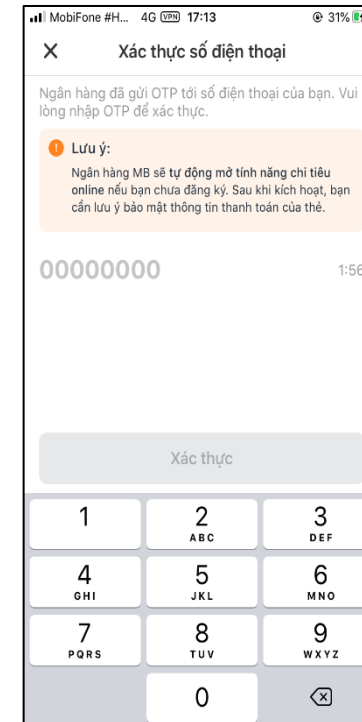 MobiFone #H... 4G VPN 17:13 31%
Xác thực số điện thoại
Ngân hàng đã gửi OTP tới số điện thoại của bạn. Vui
lòng nhập OTP để xác thực.
Lưu ý:
Ngân hàng MB sẽ tự động mở tính năng chi tiêu
online nếu bạn chưa đăng ký. Sau khi kích hoạt, bạn
cần lưu ý bảo mật thông tin thanh toán của thẻ.
00000000 1:56
Xác thực
1 2 3
ABC DEF
4 5 6
GHI JKL MNO
7 8 9
PQRS TUV WXYZ
0